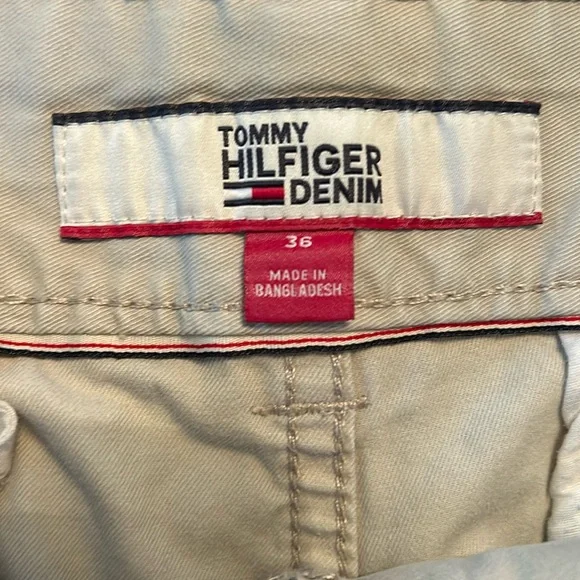 TOMMY
HILFIGER
DENIM
36
MADE IN
BANGLADESH